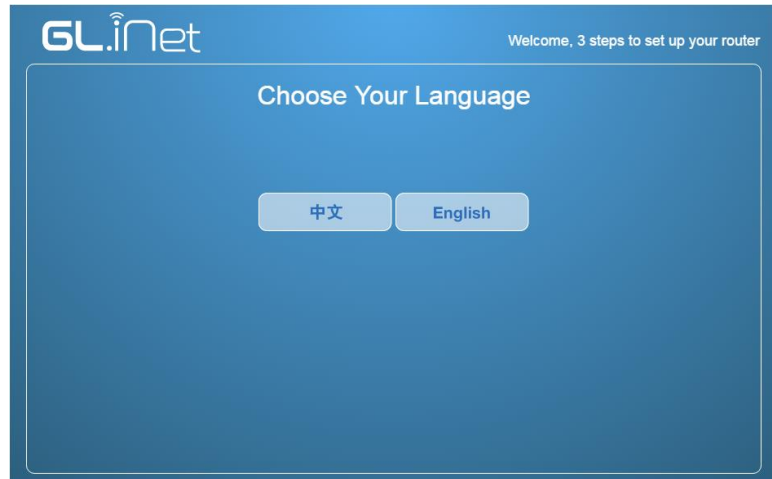 GL.iNet
Welcome, 3 steps to set up your router
Choose Your Language
中文
English